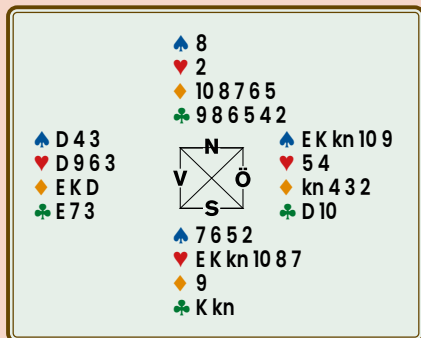 ♠ 8
♥ 2
♦ 10 8 7 6 5
♣ 9 8 6 5 4 2
♠ D 4 3
♥ D 9 6 3
♦ E K D
♣ E 7 3
N
V Ö
S
♠ E K kn 10 9
♥ 5 4
♦ kn 4 3 2
♣ D 10
♠ 7 6 5 2
♥ E K kn 10 8 7
♦ 9
♣ K kn